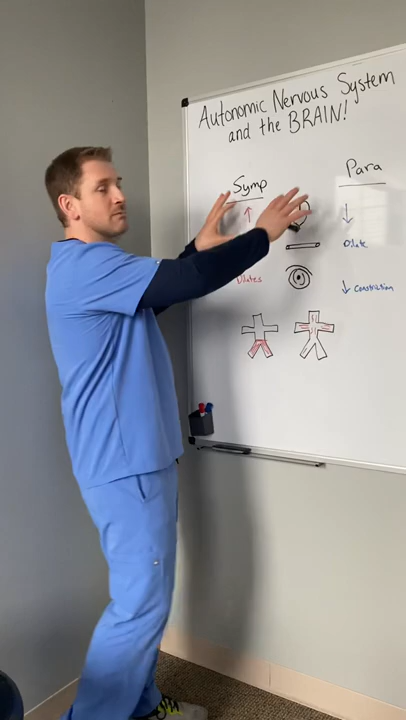 Autonomic Nervous System
and the BRAIN!
Symp
Para
Dilate
Dilates
Constriction